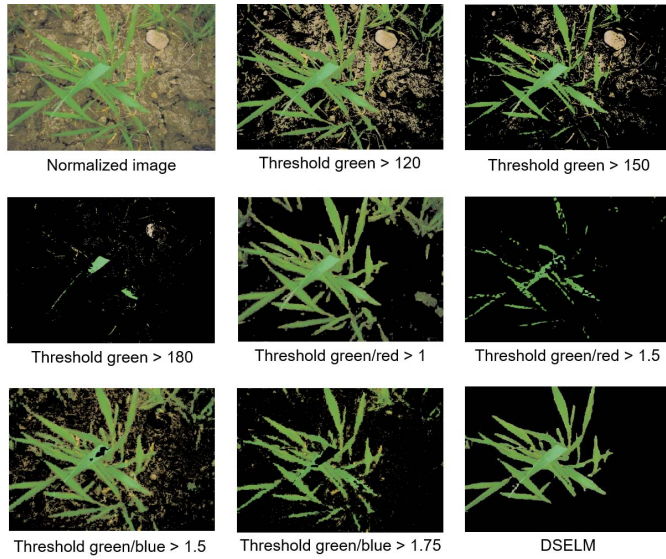 Normalized image
Threshold green > 120
Threshold green > 150
Threshold green > 180
Threshold green/red > 1
Threshold green/red > 1.5
Threshold green/blue > 1.5
Threshold green/blue > 1.75
DSELM